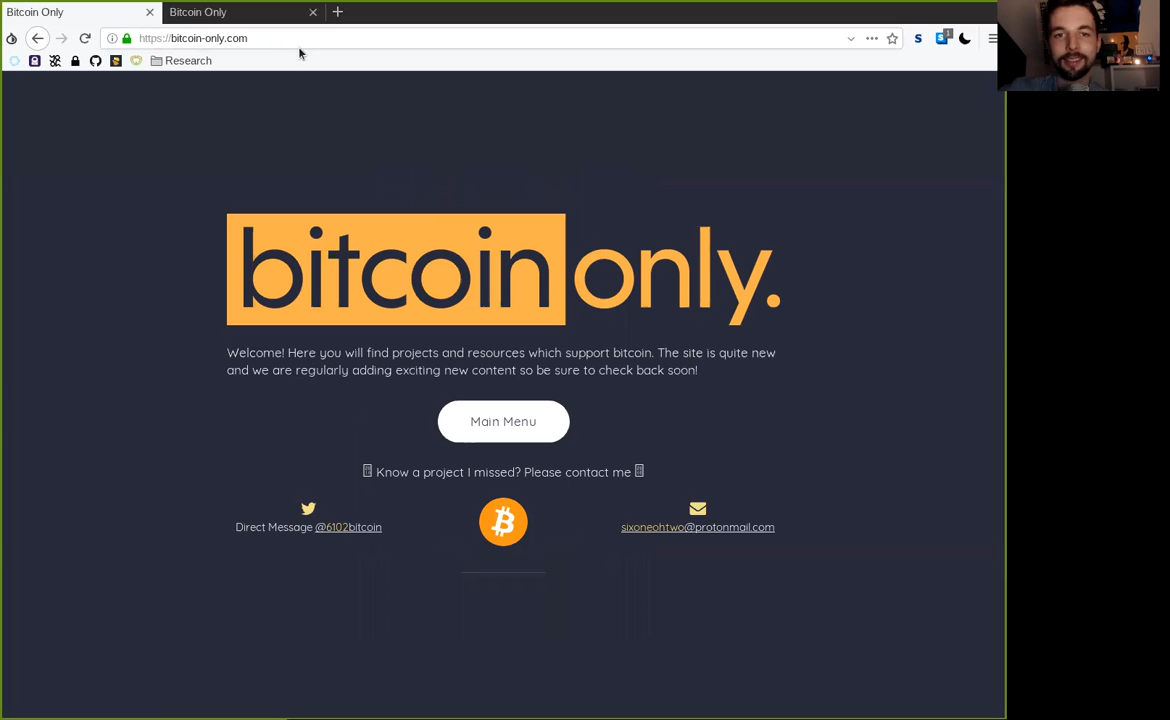 Bitcoin Only
Bitcoin Only
https://bitcoin-only.com
1
Research
bitcoin only.
Welcome! Here you will find projects and resources which support bitcoin. The site is quite new
and we are regularly adding exciting new content so be sure to check back soon!
Main Menu
Know a project I missed? Please contact me
Direct Message @6102bitcoin
sixoneohtwo@protonmail.com